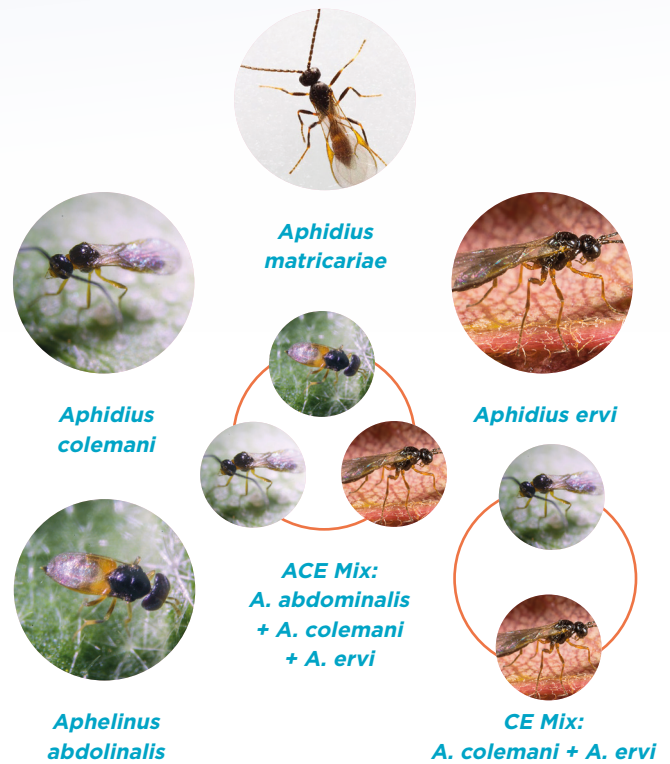 Aphidius
matricariae
Aphidius
colemani
Aphidius ervi
ACE Mix:
A. abdominalis
+ A. colemani
+ A. ervi
Aphelinus
abdolinalis
CE Mix:
A. colemani + A. ervi